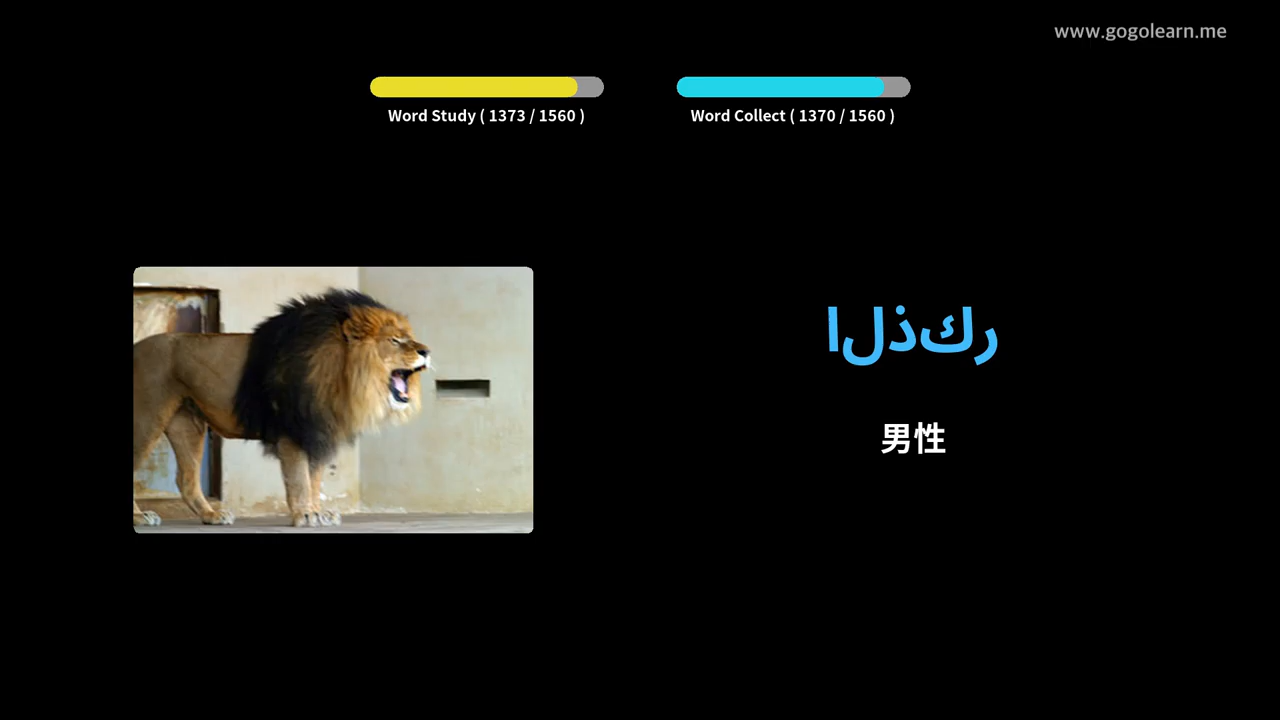 www.gogolearn.me
Word Study ( 1373 / 1560 )
Word Collect ( 1370 / 1560 )
الذكر
男性